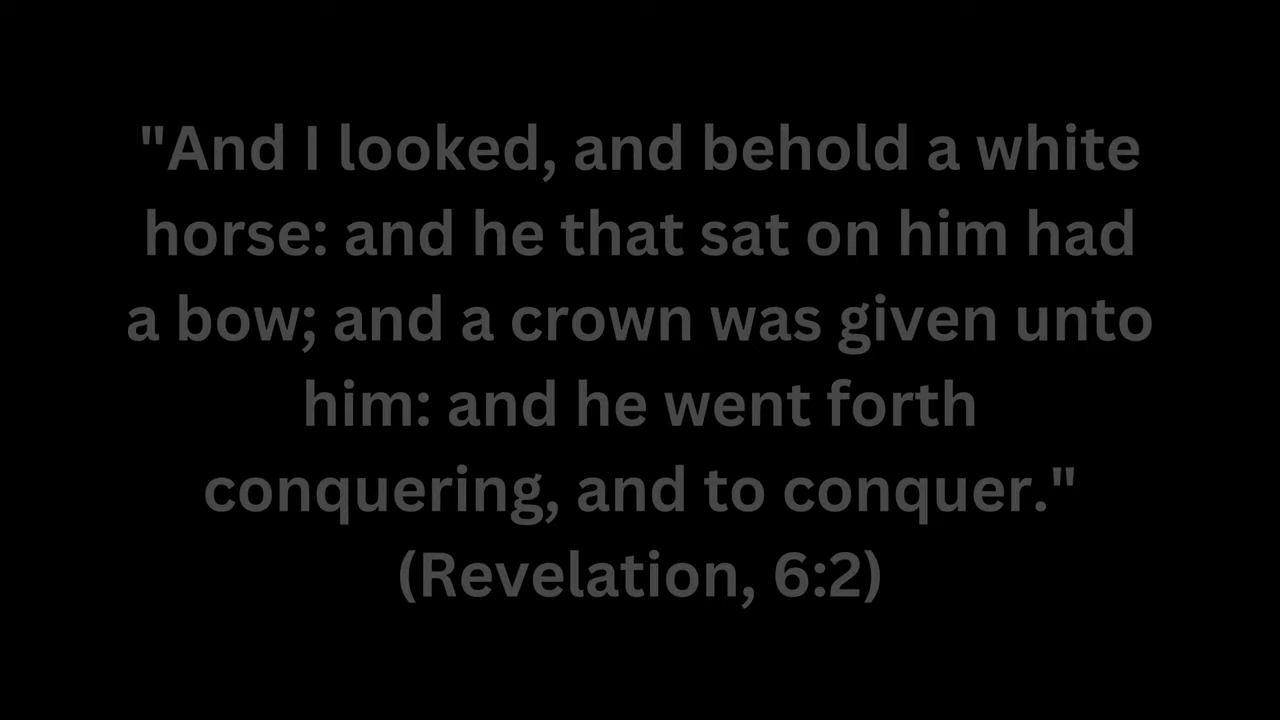 "And I looked, and behold a white
horse: and he that sat on him had
a bow; and a crown was given unto
him: and he went forth
conquering, and to conquer."
(Revelation, 6:2)